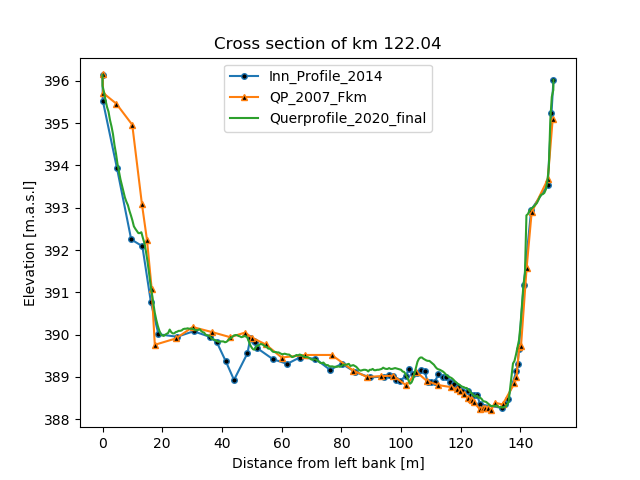 Cross section of km 122.04
Inn_Profile_2014
QP_2007_Fkm
Querprofile_2020_final
Elevation [m.a.s.l]
396
395
394
393
392
391
390
389
388
0 20 40 60 80 100 120 140
Distance from left bank [m]